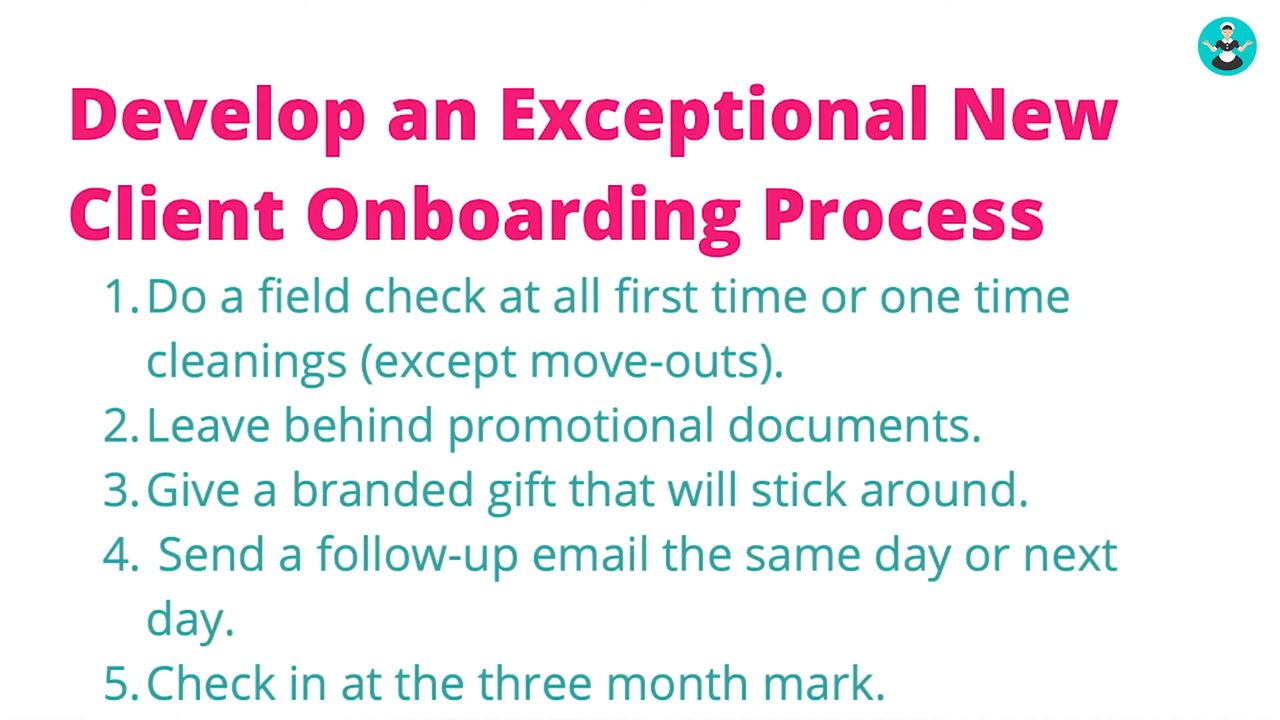 Develop an Exceptional New
Client Onboarding Process
1. Do a field check at all first time or one time
cleanings (except move-outs).
2. Leave behind promotional documents.
3. Give a branded gift that will stick around.
4. Send a follow-up email the same day or next
day.
5. Check in at the three month mark.